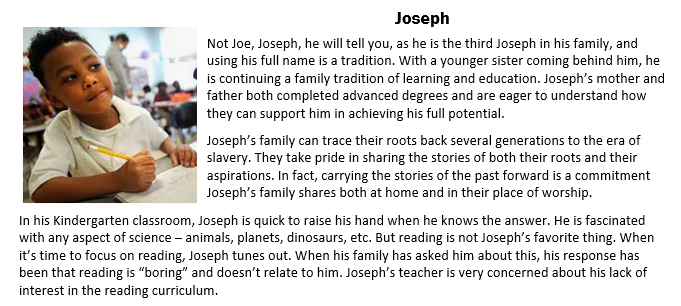 Joseph
Not Joe, Joseph, he will tell you, as he is the third Joseph in his family, and
using his full name is a tradition. With a younger sister coming behind him, he
is continuing a family tradition of learning and education. Joseph's mother and
father both completed advanced degrees and are eager to understand how
they can support him in achieving his full potential.
Joseph's family can trace their roots back several generations to the era of
slavery. They take pride in sharing the stories of both their roots and their
aspirations. In fact, carrying the stories of the past forward is a commitment
Joseph's family shares both at home and in their place of worship.
In his Kindergarten classroom, Joseph is quick to raise his hand when he knows the answer. He is fascinated
with any aspect of science – animals, planets, dinosaurs, etc. But reading is not Joseph's favorite thing. When
it's time to focus on reading, Joseph tunes out. When his family has asked him about this, his response has
been that reading is "boring" and doesn't relate to him. Joseph's teacher is very concerned about his lack of
interest in the reading curriculum.